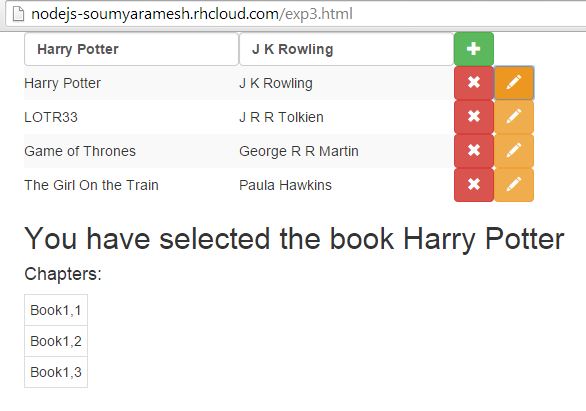 nodejs-soumyaramesh.rhcloud.com/exp3.html
Harry Potter J K Rowling
Harry Potter J K Rowling
LOTR33 J R R Tolkien
Game of Thrones George R R Martin
The Girl On the Train Paula Hawkins
You have selected the book Harry Potter
Chapters:
Book1,1
Book1,2
Book1,3